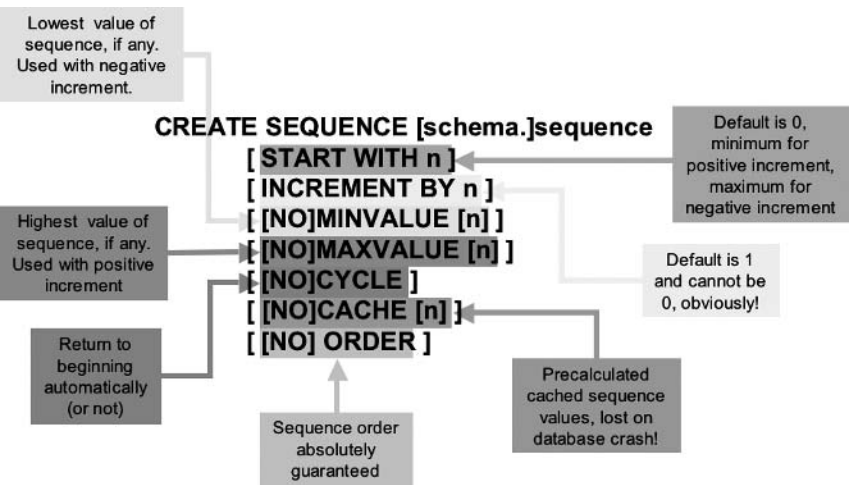 Lowest value of
sequence, if any.
Used with negative
increment.
CREATE SEQUENCE [schema.]sequence
[ START WITH n ]
[ INCREMENT BY n ]
[ [NO]MINVALUE [n] ]
[ [NO]MAXVALUE [n] ]
[ [NO]CYCLE ]
[ [NO]CACHE [n] ]
[ [NO] ORDER ]
Default is 0,
minimum for
positive increment,
maximum for
negative increment
Highest value of
sequence, if any.
Used with positive
increment
Default is 1
and cannot be
0, obviously!
Return to
beginning
automatically
(or not)
Precalculated
cached sequence
values, lost on
database crash!
Sequence order
absolutely
guaranteed